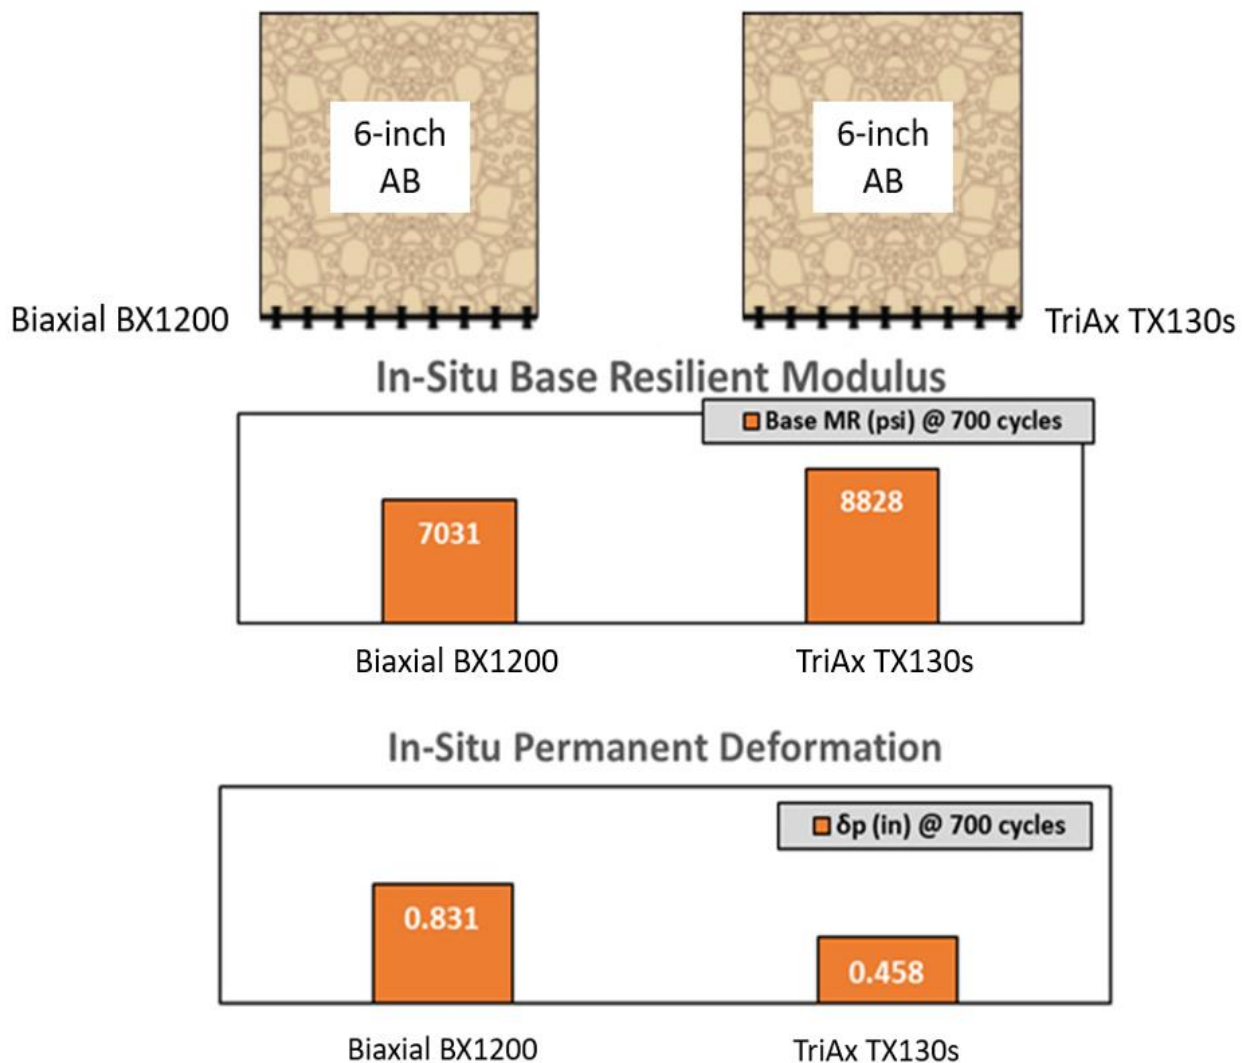 6-inch
AB
6-inch
AB
Biaxial BX1200
TriAx TX130s
In-Situ Base Resilient Modulus
Base MR (psi) @ 700 cycles
7031
8828
Biaxial BX1200
TriAx TX130s
In-Situ Permanent Deformation
δp (in) @ 700 cycles
0.831
0.458
Biaxial BX1200
TriAx TX130s